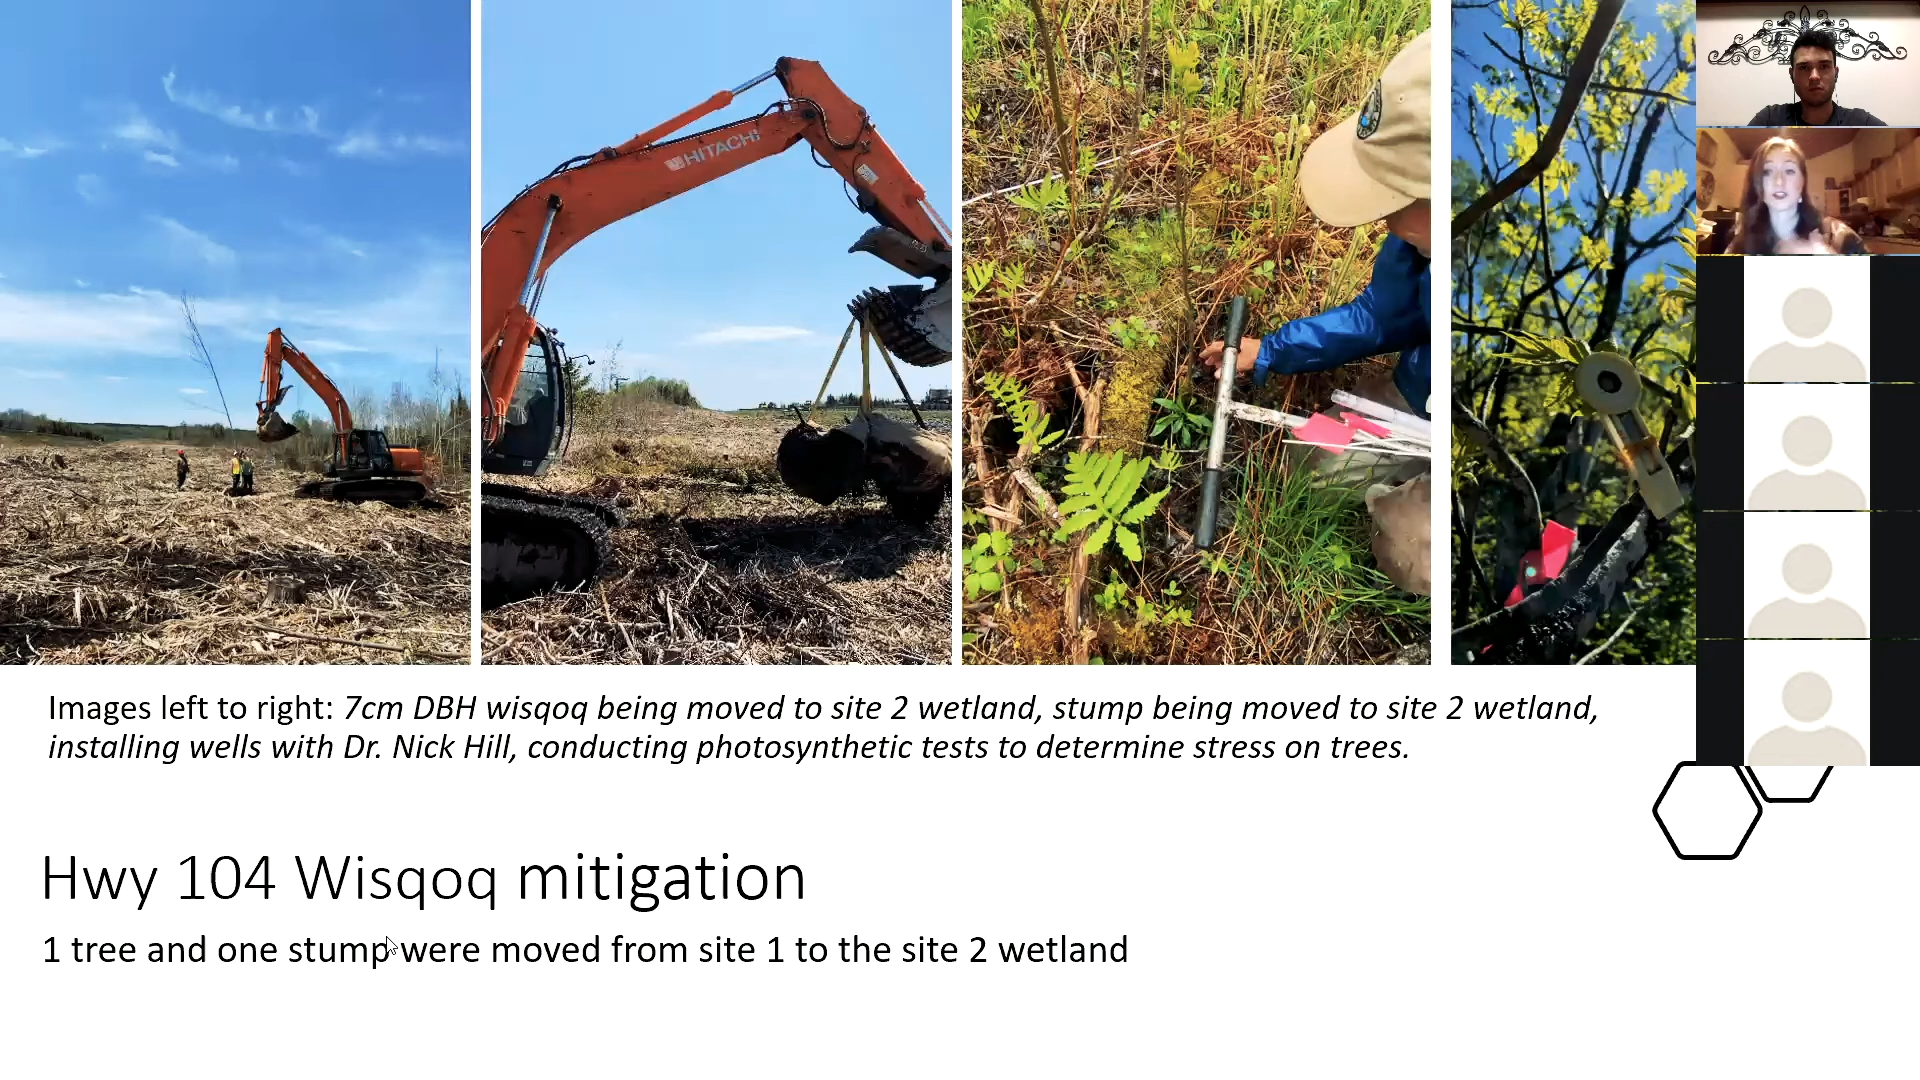 HITACHI
Images left to right: 7cm DBH wisqoq being moved to site 2 wetland, stump being moved to site 2 wetland,
installing wells with Dr. Nick Hill, conducting photosynthetic tests to determine stress on trees.
Hwy 104 Wisqoq mitigation
1 tree and one stump were moved from site 1 to the site 2 wetland